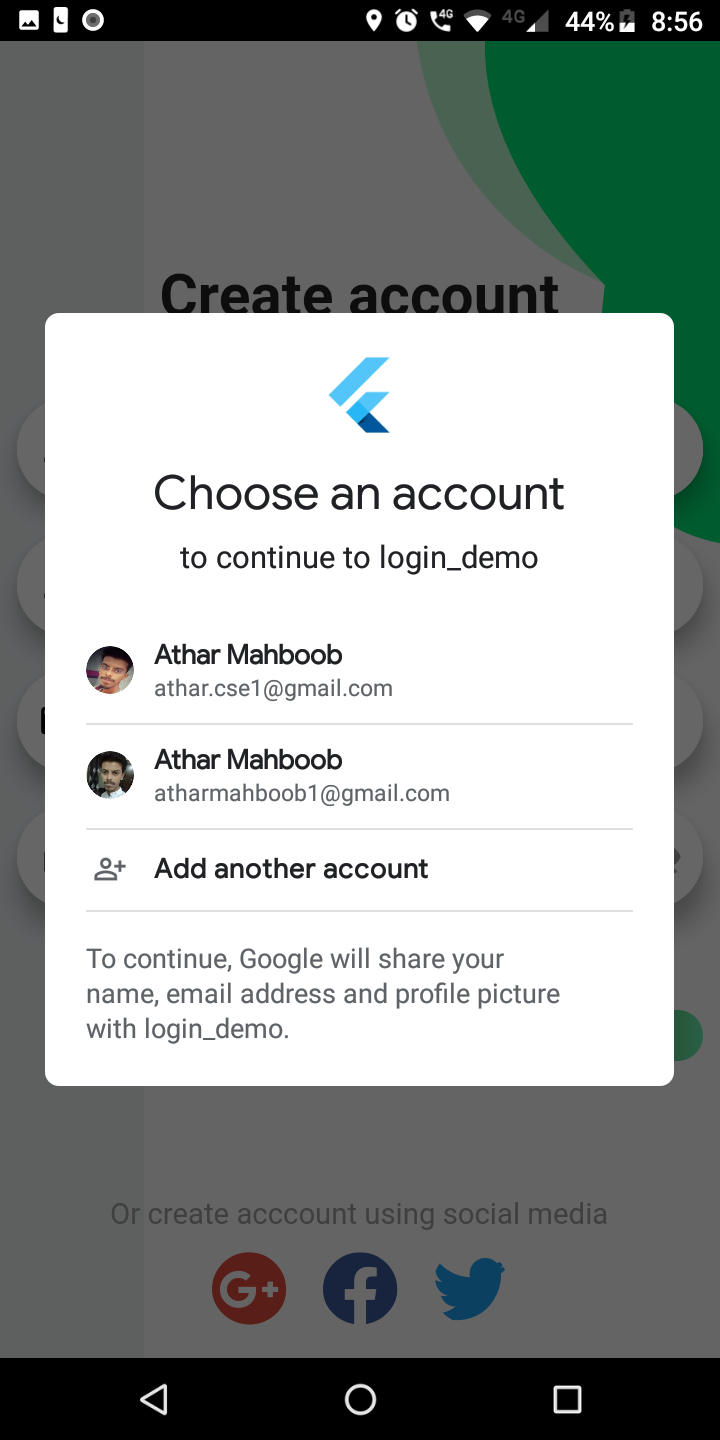 4G 4G 44% 8:56
Create account
Choose an account
to continue to login_demo
Athar Mahboob
athar.cse1@gmail.com
Athar Mahboob
atharmahboob1@gmail.com
Add another account
To continue, Google will share your
name, email address and profile picture
with login_demo.
Or create acccount using social media
G+